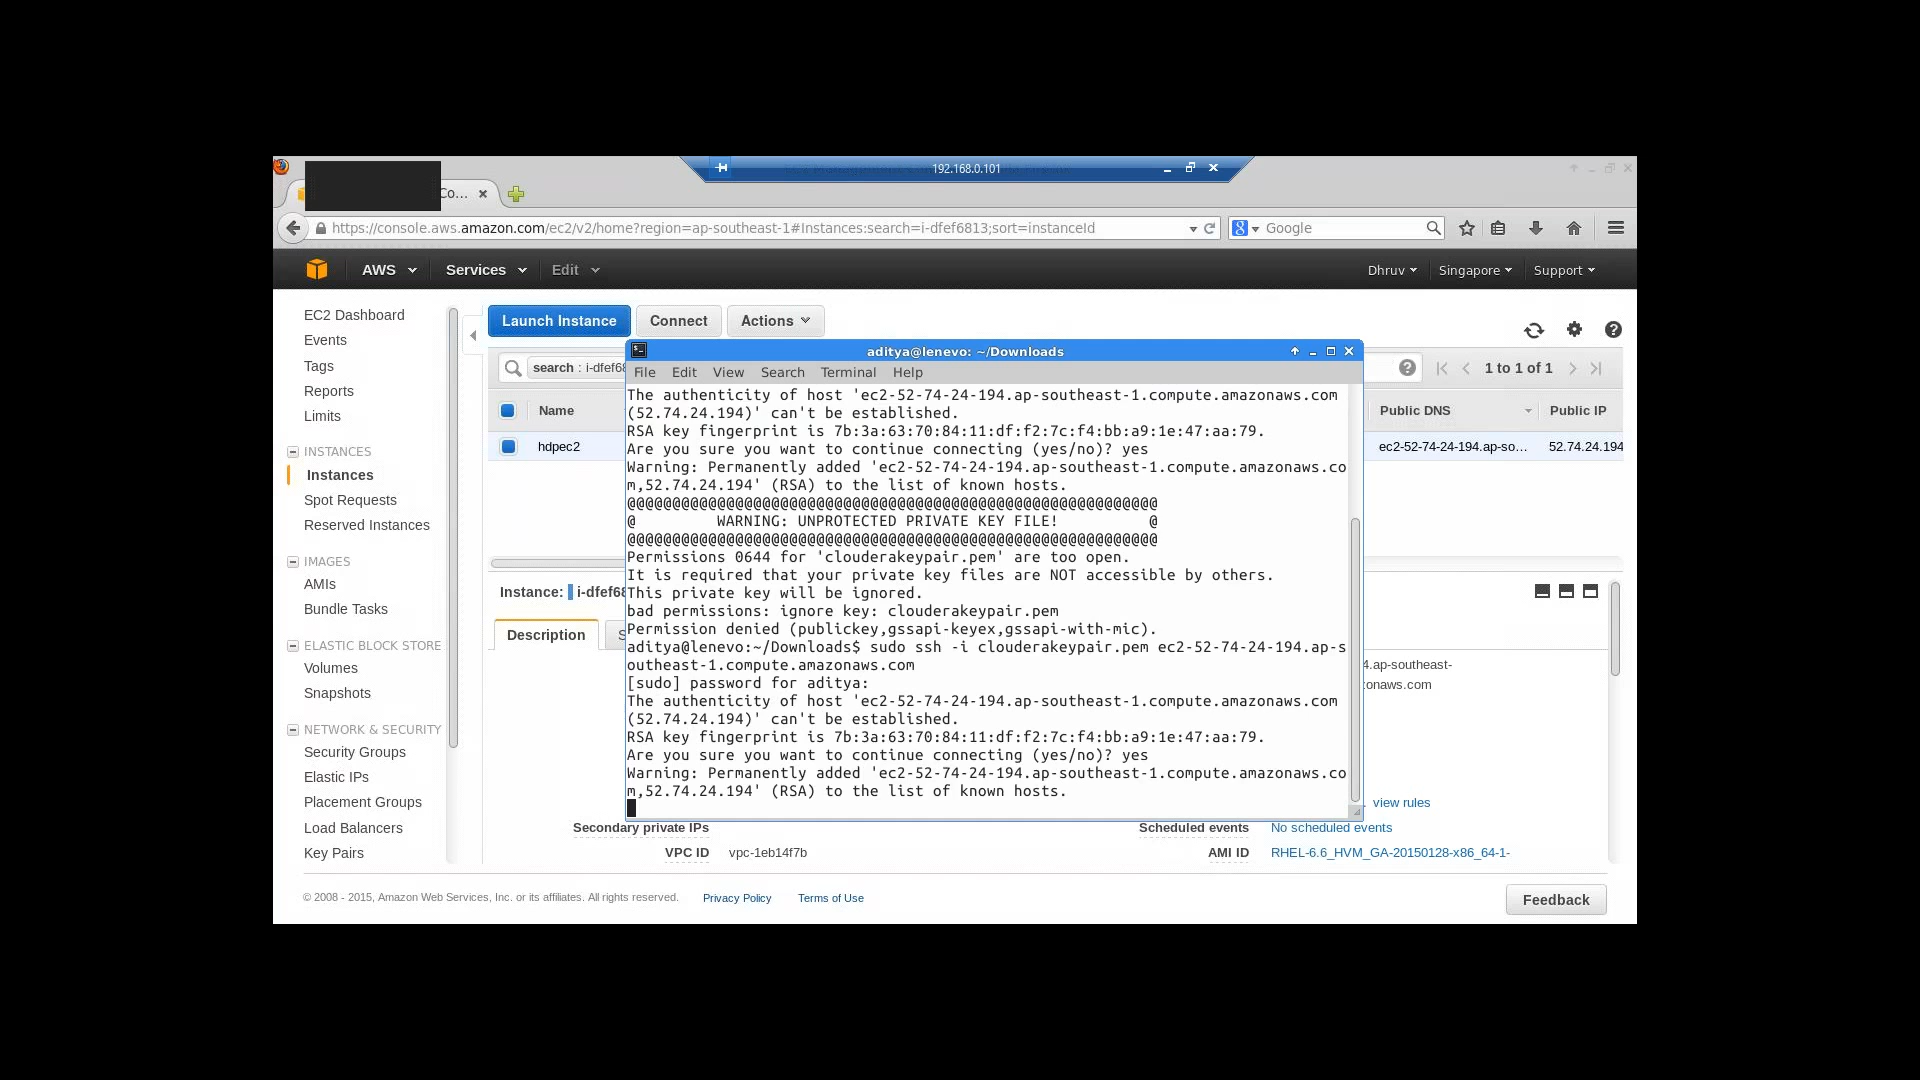 192.168.0.101
Co...
https://console.aws.amazon.com/ec2/v2/home?region=ap-southeast-1#Instances:search=i-dfef6813;sort=instanceId
Google
AWS Services Edit Dhruv Singapore Support
EC2 Dashboard
Events
Tags
Reports
Limits
INSTANCES
Instances
Spot Requests
Reserved Instances
IMAGES
AMIs
Bundle Tasks
ELASTIC BLOCK STORE
Volumes
Snapshots
NETWORK & SECURITY
Security Groups
Elastic IPs
Placement Groups
Load Balancers
Key Pairs
Launch Instance Connect Actions
search : i-dfef68
1 to 1 of 1
Name Public DNS Public IP
hdpec2 ec2-52-74-24-194.ap-so... 52.74.24.194
Instance: i-dfef68
Description S
aditya@lenevo: ~/Downloads
File Edit View Search Terminal Help
The authenticity of host 'ec2-52-74-24-194.ap-southeast-1.compute.amazonaws.com
(52.74.24.194)' can't be established.
RSA key fingerprint is 7b:3a:63:70:84:11:df:f2:7c:f4:bb:a9:1e:47:aa:79.
Are you sure you want to continue connecting (yes/no)? yes
Warning: Permanently added 'ec2-52-74-24-194.ap-southeast-1.compute.amazonaws.co
m,52.74.24.194' (RSA) to the list of known hosts.
@@@@@@@@@@@@@@@@@@@@@@@@@@@@@@@@@@@@@@@@@@@@@@@@@@@@@@@@@@@
@         WARNING: UNPROTECTED PRIVATE KEY FILE!          @
@@@@@@@@@@@@@@@@@@@@@@@@@@@@@@@@@@@@@@@@@@@@@@@@@@@@@@@@@@@
Permissions 0644 for 'clouderakeypair.pem' are too open.
It is required that your private key files are NOT accessible by others.
This private key will be ignored.
bad permissions: ignore key: clouderakeypair.pem
Permission denied (publickey,gssapi-keyex,gssapi-with-mic).
aditya@lenevo:~/Downloads$ sudo ssh -i clouderakeypair.pem ec2-52-74-24-194.ap-s
outheast-1.compute.amazonaws.com
[sudo] password for aditya:
The authenticity of host 'ec2-52-74-24-194.ap-southeast-1.compute.amazonaws.com
(52.74.24.194)' can't be established.
RSA key fingerprint is 7b:3a:63:70:84:11:df:f2:7c:f4:bb:a9:1e:47:aa:79.
Are you sure you want to continue connecting (yes/no)? yes
Warning: Permanently added 'ec2-52-74-24-194.ap-southeast-1.compute.amazonaws.co
m,52.74.24.194' (RSA) to the list of known hosts.
4.ap-southeast-
onaws.com
. view rules
Secondary private IPs Scheduled events No scheduled events
VPC ID vpc-1eb14f7b AMI ID RHEL-6.6_HVM_GA-20150128-x86_64-1-
© 2008 - 2015, Amazon Web Services, Inc. or its affiliates. All rights reserved. Privacy Policy Terms of Use
Feedback